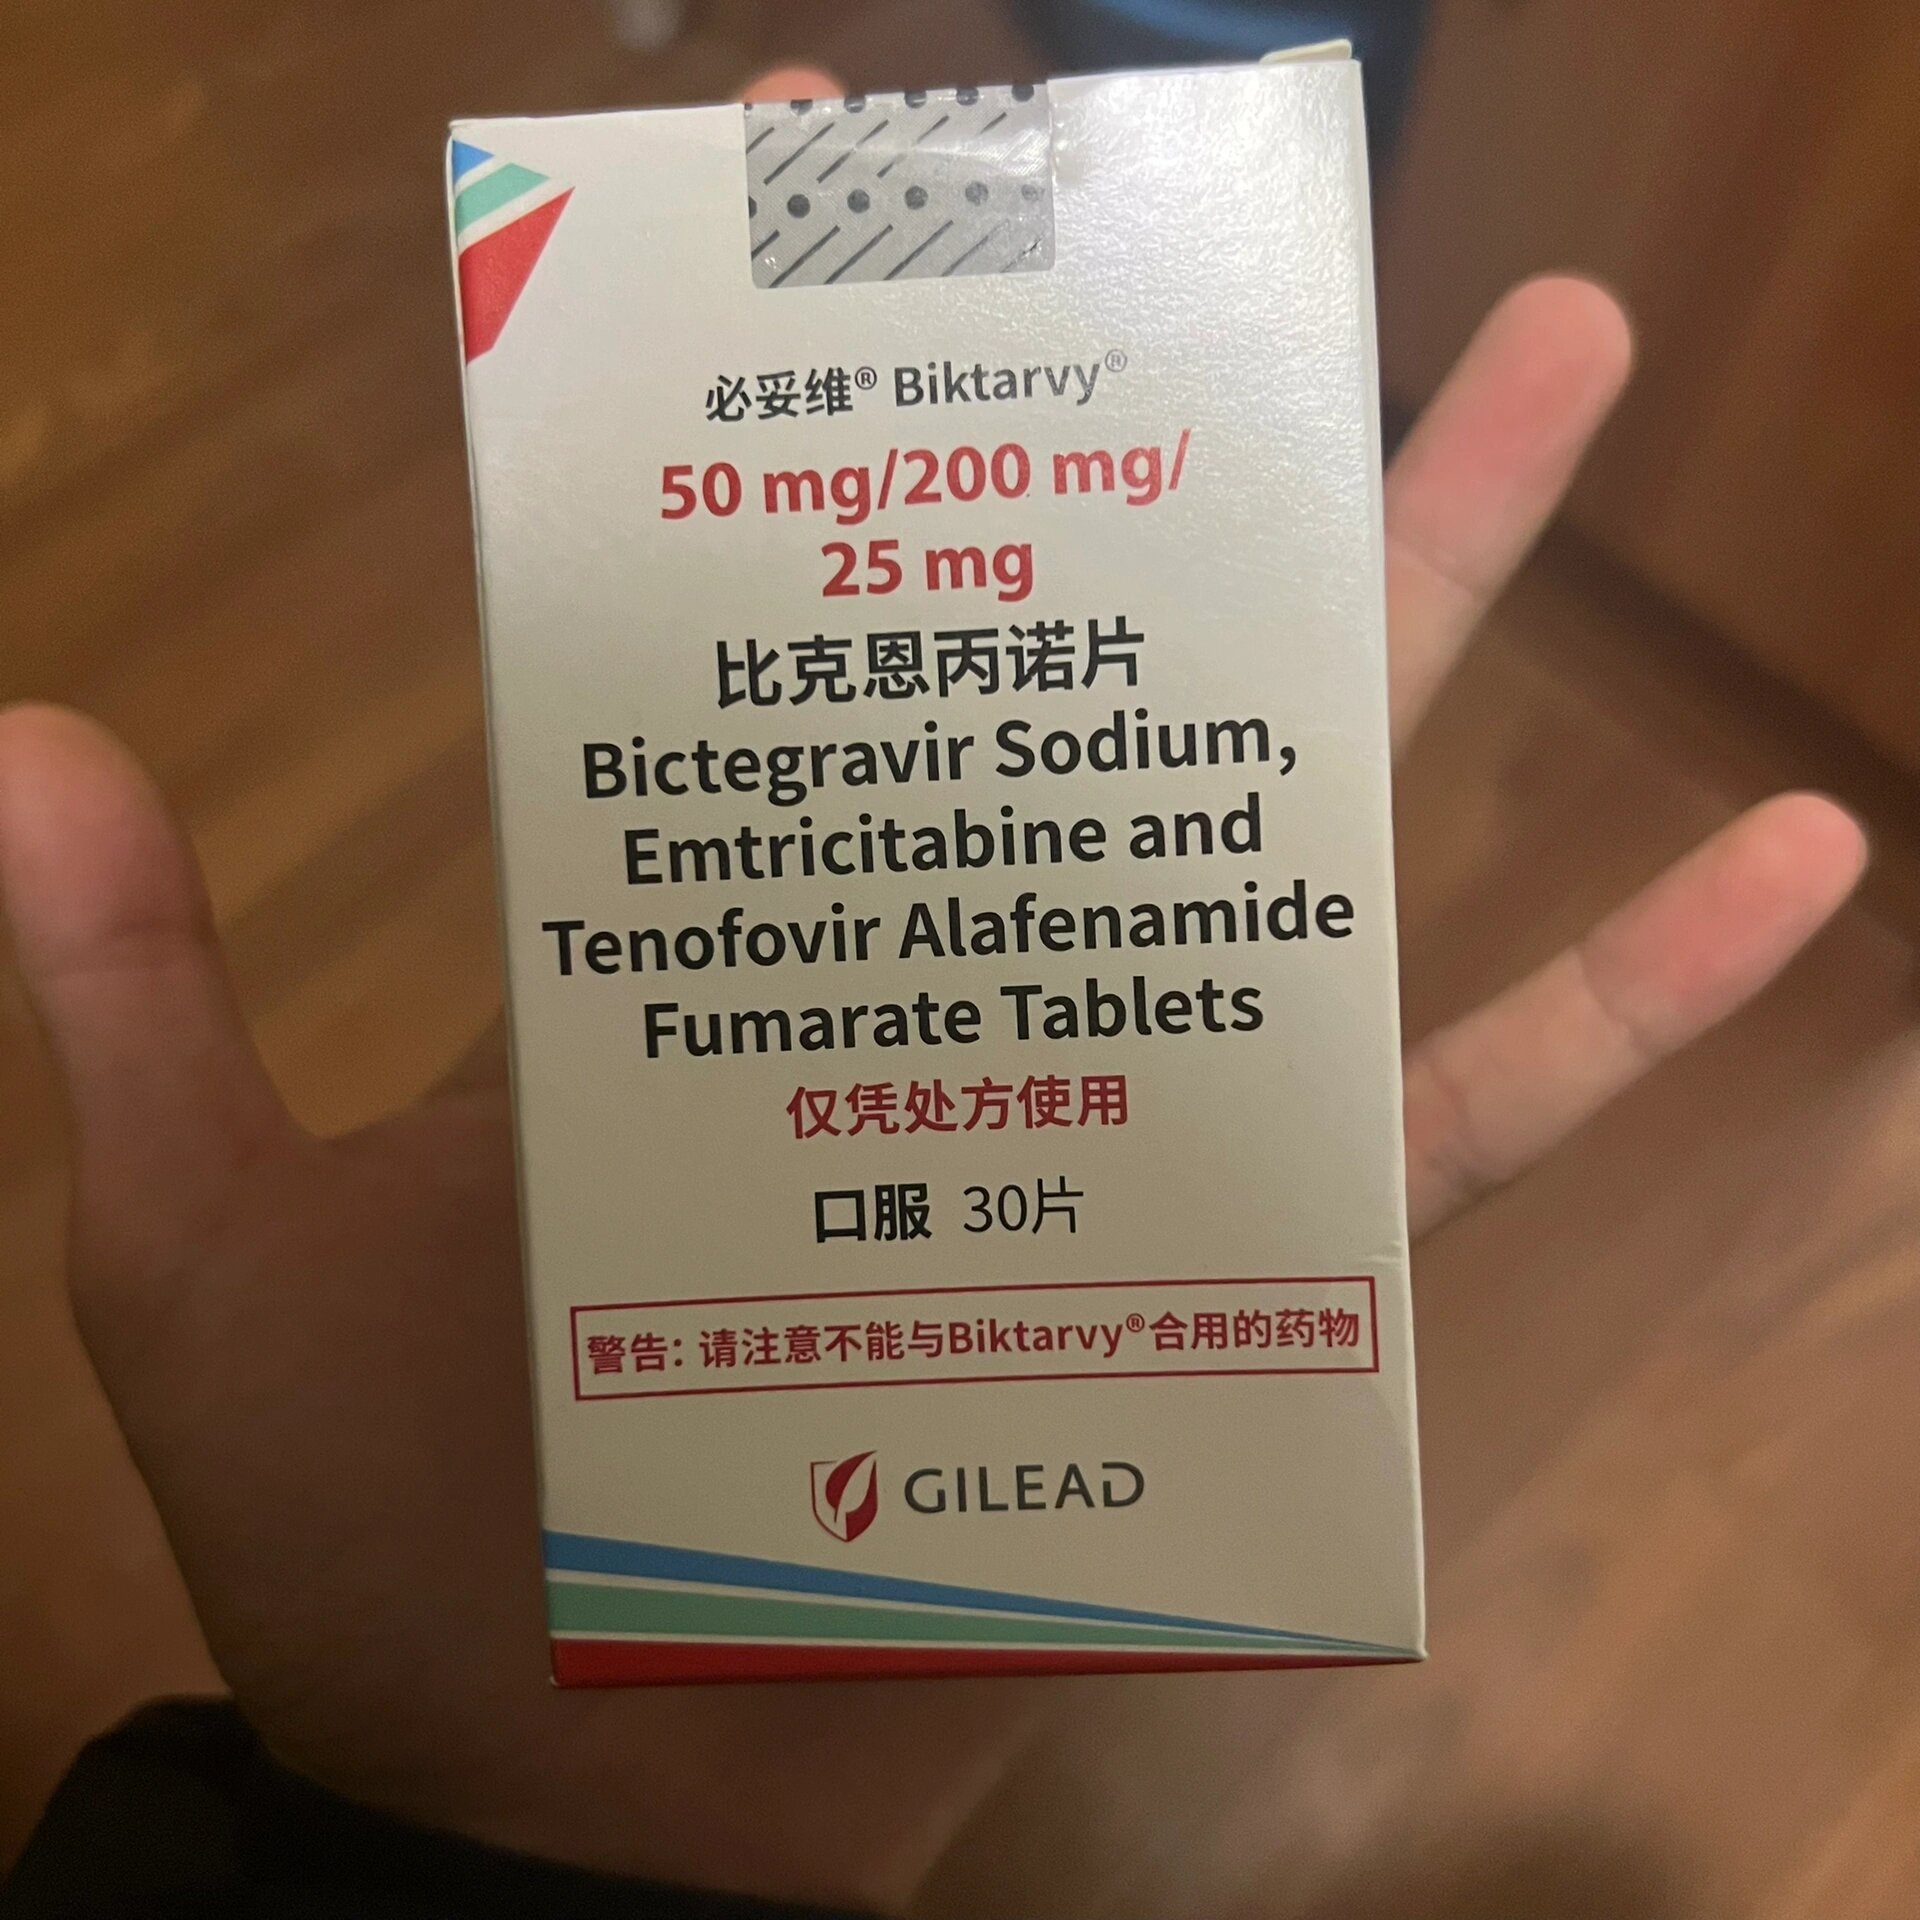 必妥维® Biktarvy®
50 mg/200 mg/
25 mg
比克恩丙诺片
Bictegravir Sodium,
Emtricitabine and
Tenofovir Alafenamide
Fumarate Tablets
仅凭处方使用
口服 30片
警告: 请注意不能与Biktarvy®合用的药物
GILEAD